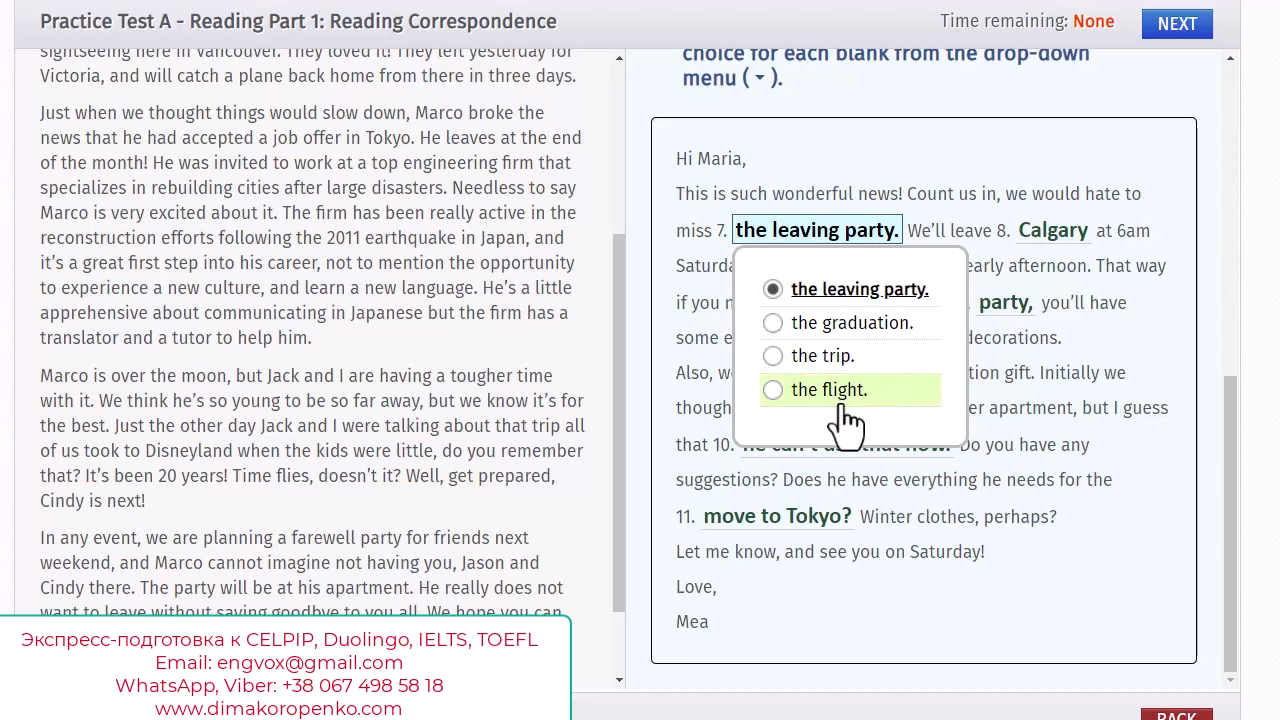 Practice Test A - Reading Part 1: Reading Correspondence
Time remaining: None
NEXT
sightseeing here in Vancouver. They loved it! They left yesterday for
Victoria, and will catch a plane back home from there in three days.
Just when we thought things would slow down, Marco broke the
news that he had accepted a job offer in Tokyo. He leaves at the end
of the month! He was invited to work at a top engineering firm that
specializes in rebuilding cities after large disasters. Needless to say
Marco is very excited about it. The firm has been really active in the
reconstruction efforts following the 2011 earthquake in Japan, and
it's a great first step into his career, not to mention the opportunity
to experience a new culture, and learn a new language. He's a little
apprehensive about communicating in Japanese but the firm has a
translator and a tutor to help him.
Marco is over the moon, but Jack and I are having a tougher time
with it. We think he's so young to be so far away, but we know it's for
the best. Just the other day Jack and I were talking about that trip all
of us took to Disneyland when the kids were little, do you remember
that? It's been 20 years! Time flies, doesn't it? Well, get prepared,
Cindy is next!
In any event, we are planning a farewell party for friends next
weekend, and Marco cannot imagine not having you, Jason and
Cindy there. The party will be at his apartment. He really does not
want to leave without saying goodbye to you all. We hope you can
choice for each blank from the drop-down
menu ( ).
Hi Maria,
This is such wonderful news! Count us in, we would hate to
miss 7. the leaving party. We'll leave 8. Calgary at 6am
Saturda early afternoon. That way
if you n party, you'll have
some e decorations.
Also, w tion gift. Initially we
though er apartment, but I guess
that 10. Do you have any
suggestions? Does he have everything he needs for the
11. move to Tokyo? Winter clothes, perhaps?
Let me know, and see you on Saturday!
Love,
Mea
the leaving party.
the graduation.
the trip.
the flight.
Экспресс-подготовка к CELPIP, Duolingo, IELTS, TOEFL
Email: engvox@gmail.com
WhatsApp, Viber: +38 067 498 58 18
www.dimakoropenko.com
BACK